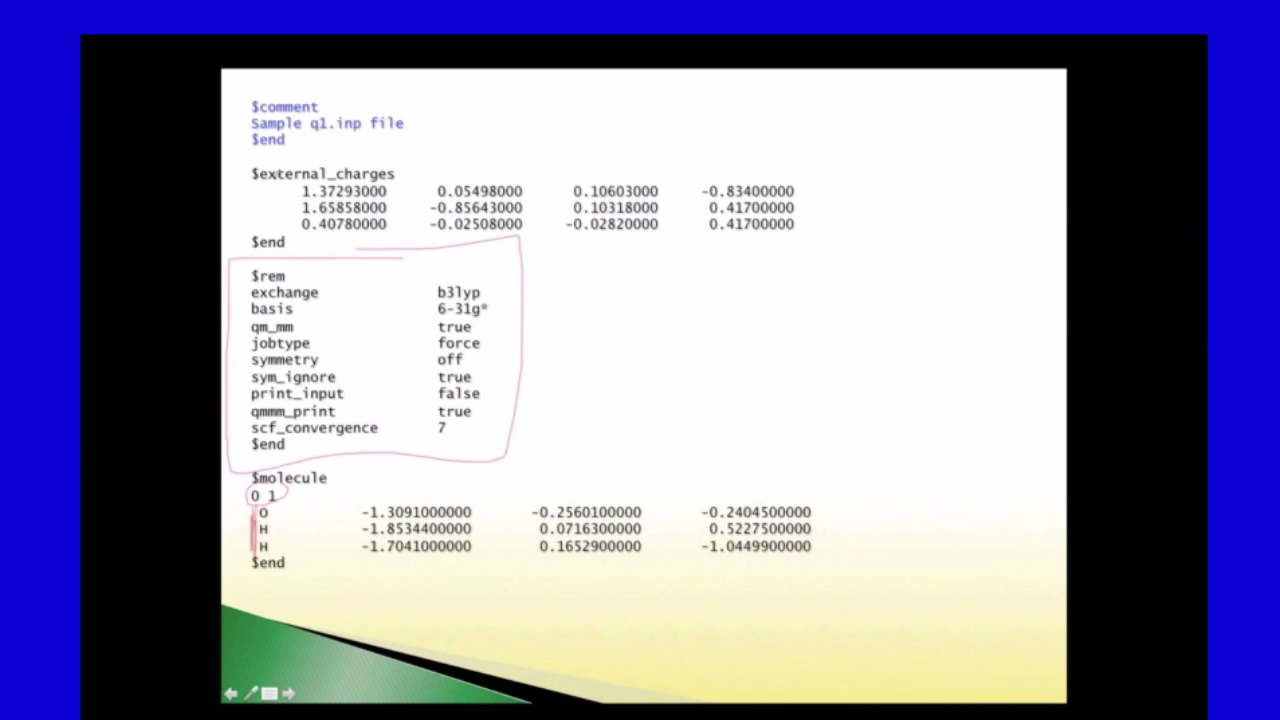 $comment
Sample q1.inp file
$end
$external_charges
1.37293000 0.05498000 0.10603000 -0.83400000
1.65858000 -0.85643000 0.10318000 0.41700000
0.40780000 -0.02508000 -0.02820000 0.41700000
$end
$rem
exchange b3lyp
basis 6-31g*
qm_mm true
jobtype force
symmetry off
sym_ignore true
print_input false
qmmm_print true
scf_convergence 7
$end
$molecule
0 1
O -1.3091000000 -0.2560100000 -0.2404500000
H -1.8534400000 0.0716300000 0.5227500000
H -1.7041000000 0.1652900000 -1.0449900000
$end